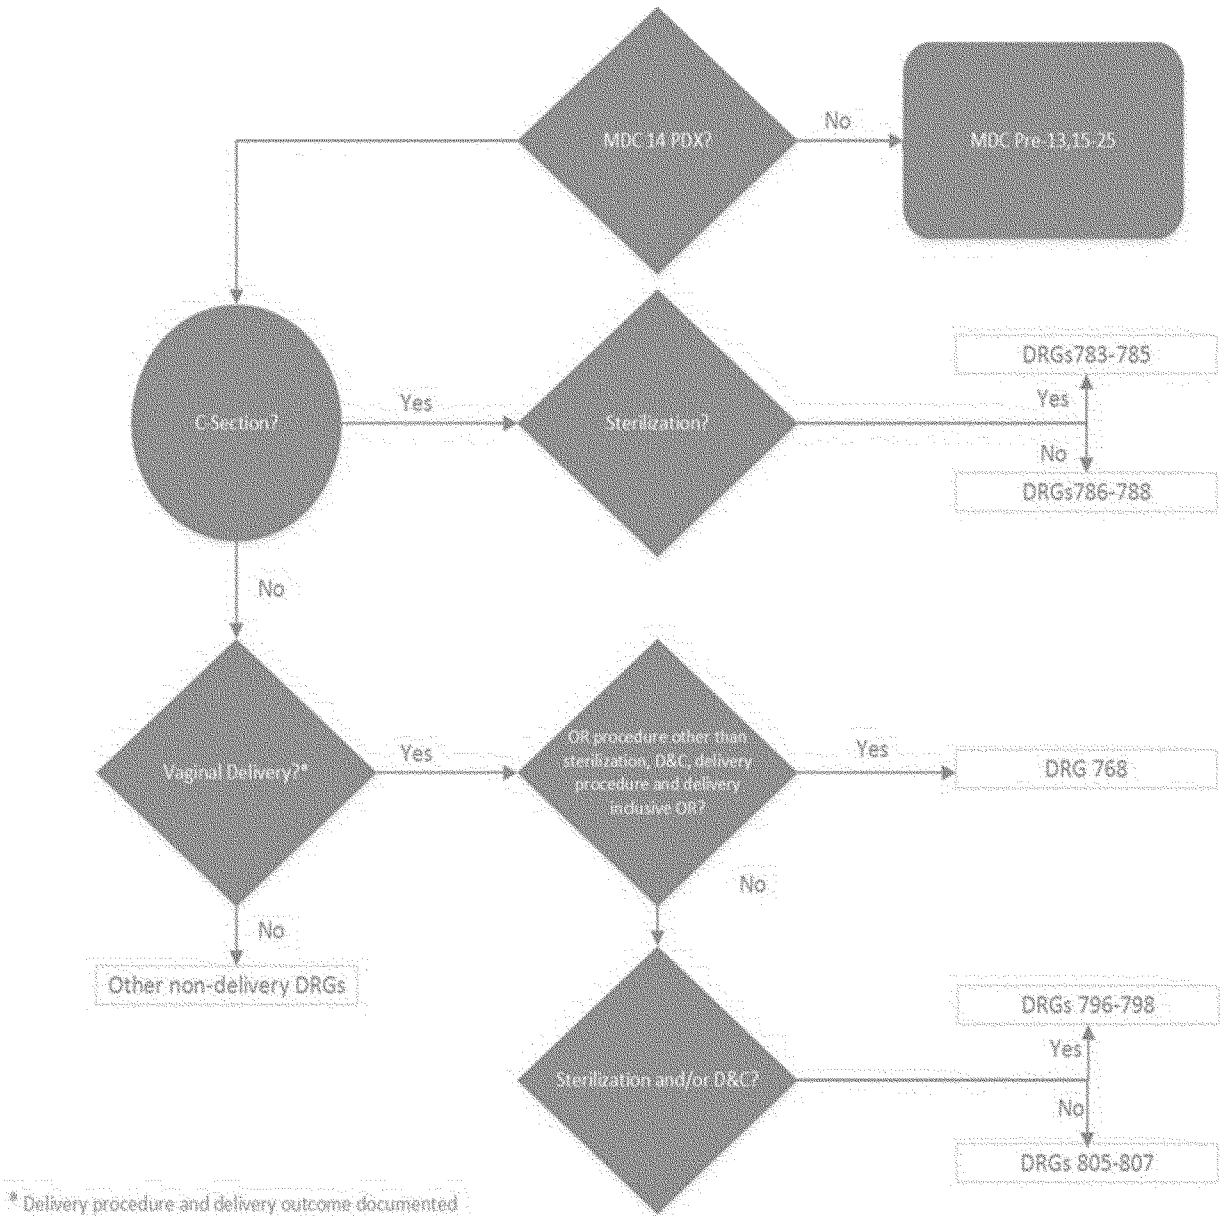 MDC 14 PDX?
No
MDC Pre-13,15-25
C-Section?
Yes
Sterilization?
DRGs783-785
Yes
No
DRGs786-788
No
Vaginal Delivery?*
Yes
OR procedure other than
sterilization, D&C, delivery
procedure and delivery
inclusive OR?
Yes
DRG 768
No
No
Other non-delivery DRGs
Sterilization and/or D&C?
DRGs 796-798
Yes
No
DRGs 805-807
* Delivery procedure and delivery outcome documented